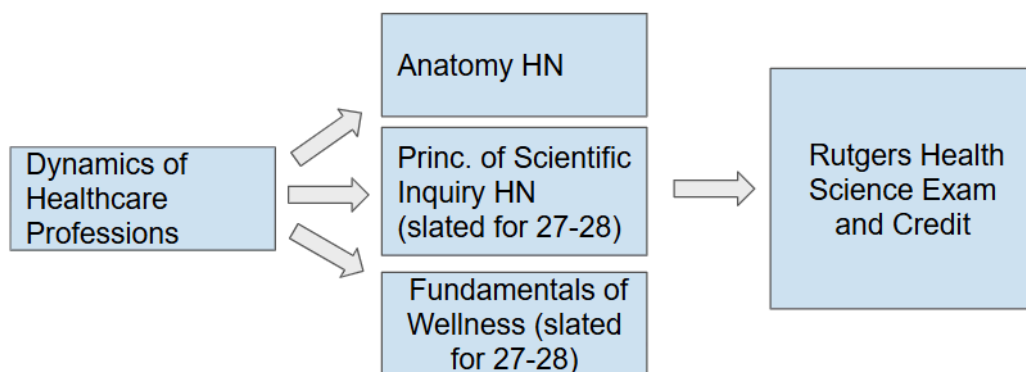 Dynamics of
Healthcare
Professions
Anatomy HN
Princ. of Scientific
Inquiry HN
(slated for 27-28)
Fundamentals of
Wellness (slated
for 27-28)
Rutgers Health
Science Exam
and Credit